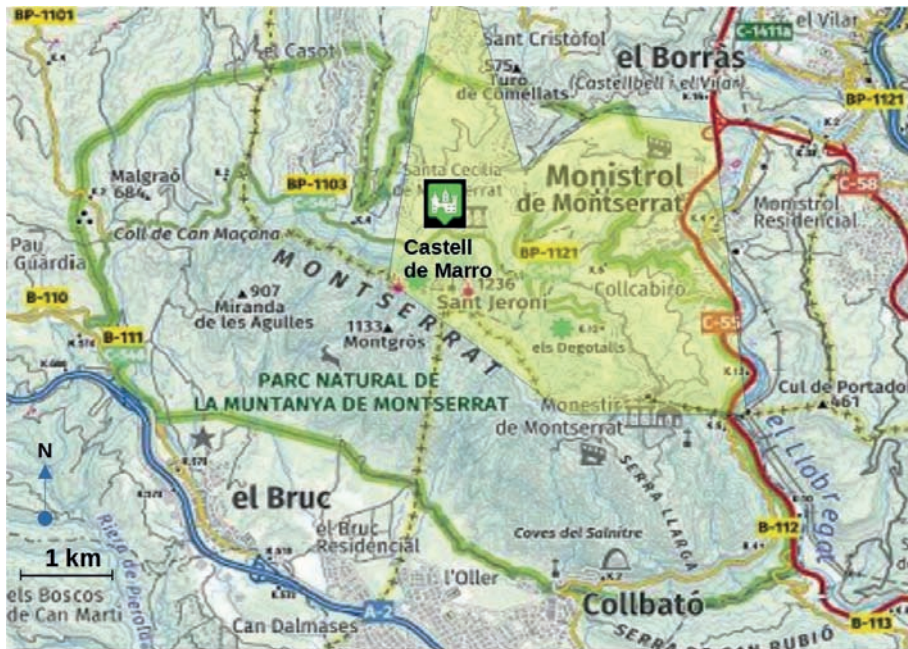 BP-1101
el Vilar
C-1411a
Sant Cristòfol
el Casot
el Borràs
(Castellbell i el Vilar)
575
Turó
de Comellats
BP-1121
K.2
C-58
Santa Cecília
de Montserrat
Malgraó
684
K.2
BP-1103
Monistrol
de Montserrat
Monistrol
Residencial
K.4
Coll de Can Maçana
Castell
de Marro
BP-1121
Pau
Guàrdia
MONTSERRAT
1236
Sant Jeroni
Collcabiró
B-110
907
Miranda
de les Agulles
B-111
1133
Montgrós
els Degotalls
C-55
PARC NATURAL DE
LA MUNTANYA DE MONTSERRAT
Cul de Portado
461
Monestir
de Montserrat
el Llobregat
SERRA LLARGA
N
el Bruc
el Bruc
Residencial
Coves del Salnitre
B-112
1 km
Riera de Pierola
l'Oller
Collbató
els Boscos
de Can Martí
A-2
Can Dalmases
B-113
SERRA DE CAN RUBIÓ